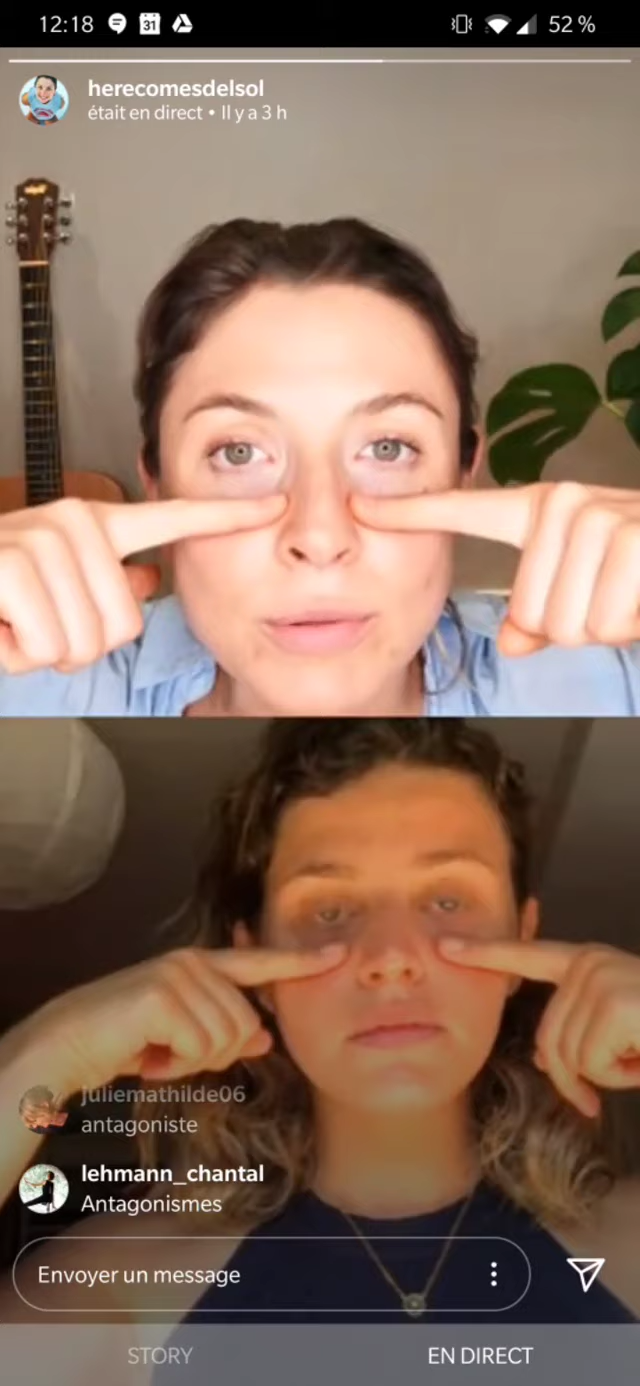 12:18
31
52 %
herecomesdelsol
était en direct • Il y a 3 h
juliemathilde06
antagoniste
lehmann_chantal
Antagonismes
Envoyer un message
STORY
EN DIRECT